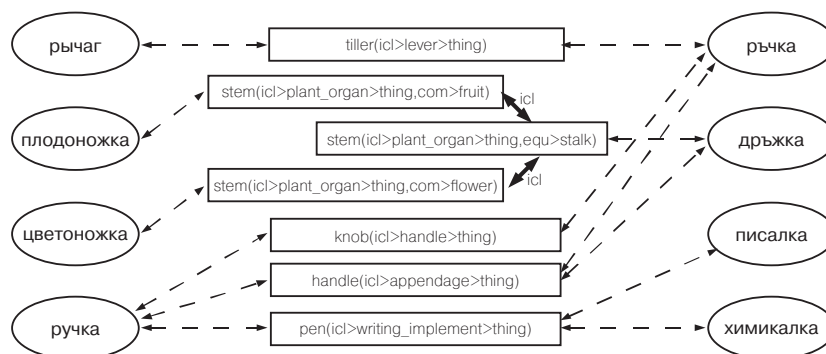 рычаг
tiller(icl>lever>thing)
ръчка
stem(icl>plant_organ>thing,com>fruit)
icl
плодоножка
stem(icl>plant_organ>thing,equ>stalk)
дръжка
icl
stem(icl>plant_organ>thing,com>flower)
цветоножка
knob(icl>handle>thing)
писалка
handle(icl>appendage>thing)
ручка
pen(icl>writing_implement>thing)
химикалка